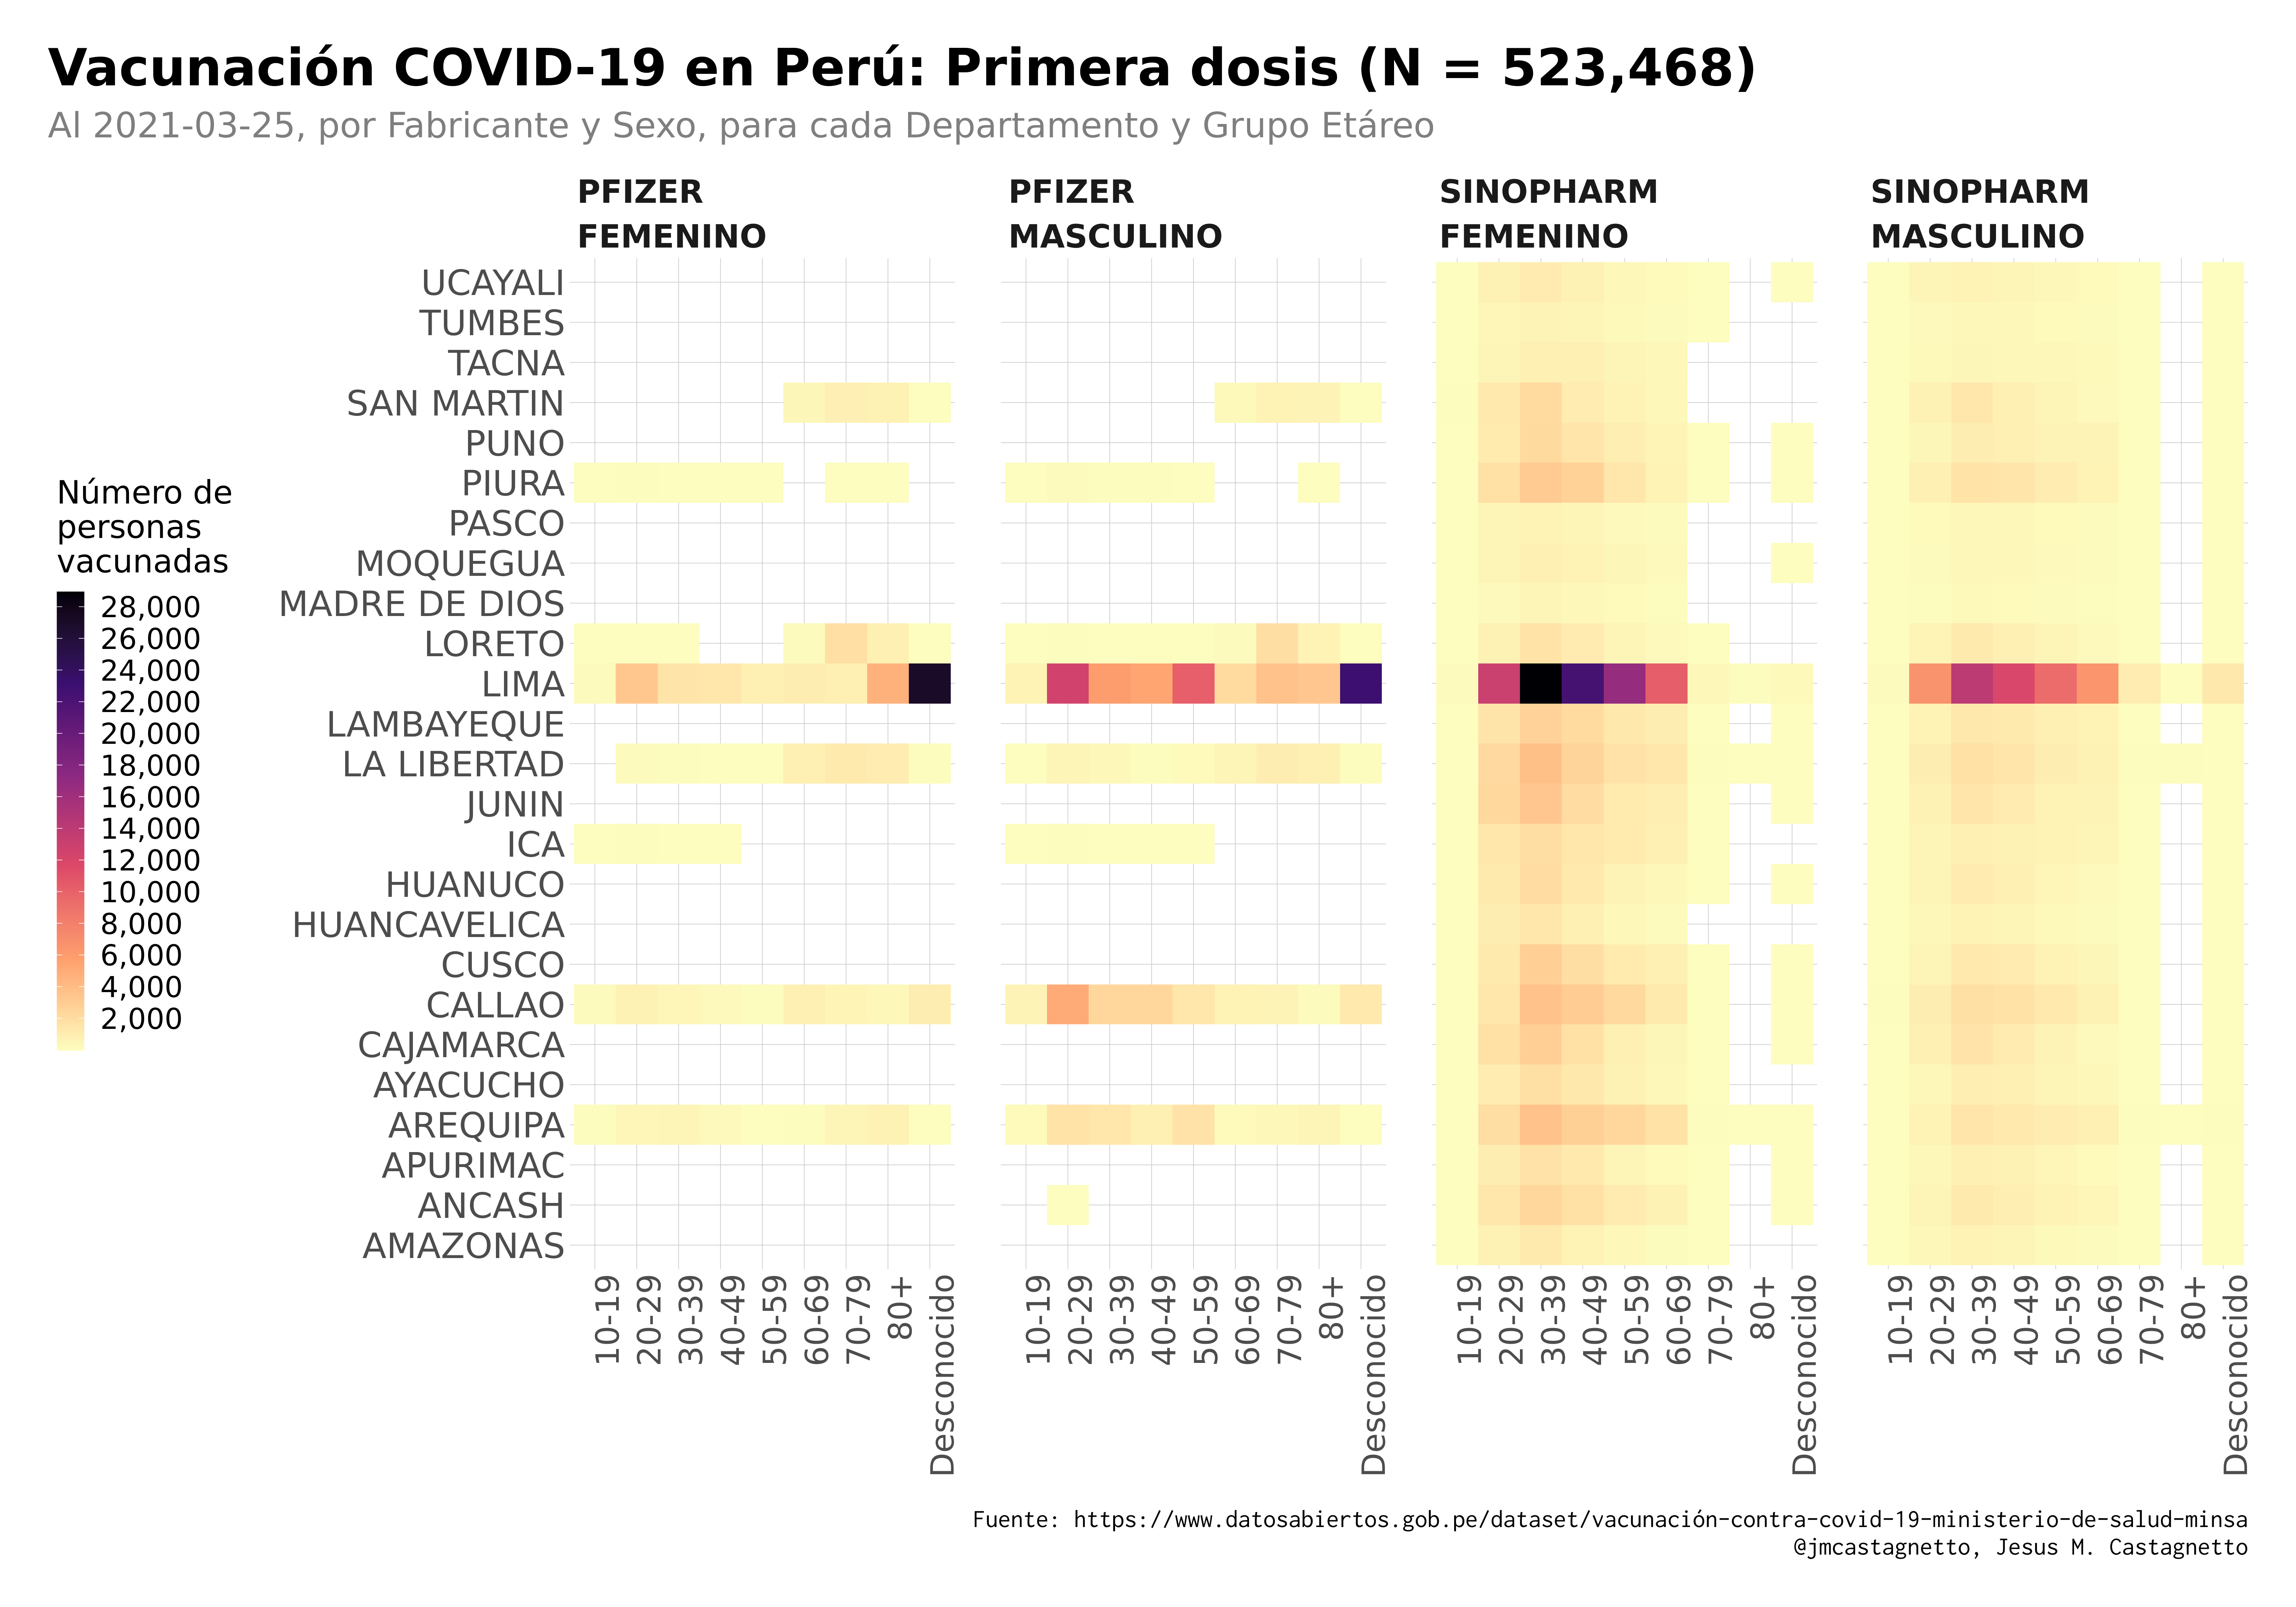 Vacunación COVID-19 en Perú: Primera dosis (N = 523,468)
Al 2021-03-25, por Fabricante y Sexo, para cada Departamento y Grupo Etáreo
PFIZER
FEMENINO
PFIZER
MASCULINO
SINOPHARM
FEMENINO
SINOPHARM
MASCULINO
UCAYALI
TUMBES
TACNA
SAN MARTIN
PUNO
PIURA
PASCO
MOQUEGUA
MADRE DE DIOS
LORETO
LIMA
LAMBAYEQUE
LA LIBERTAD
JUNIN
ICA
HUANUCO
HUANCAVELICA
CUSCO
CALLAO
CAJAMARCA
AYACUCHO
AREQUIPA
APURIMAC
ANCASH
AMAZONAS
Número de
personas
vacunadas
28,000
26,000
24,000
22,000
20,000
18,000
16,000
14,000
12,000
10,000
8,000
6,000
4,000
2,000
10-19
20-29
30-39
40-49
50-59
60-69
70-79
80+
Desconocido
10-19
20-29
30-39
40-49
50-59
60-69
70-79
80+
Desconocido
10-19
20-29
30-39
40-49
50-59
60-69
70-79
80+
Desconocido
10-19
20-29
30-39
40-49
50-59
60-69
70-79
80+
Desconocido
Fuente: https://www.datosabiertos.gob.pe/dataset/vacunación-contra-covid-19-ministerio-de-salud-minsa
@jmcastagnetto, Jesus M. Castagnetto